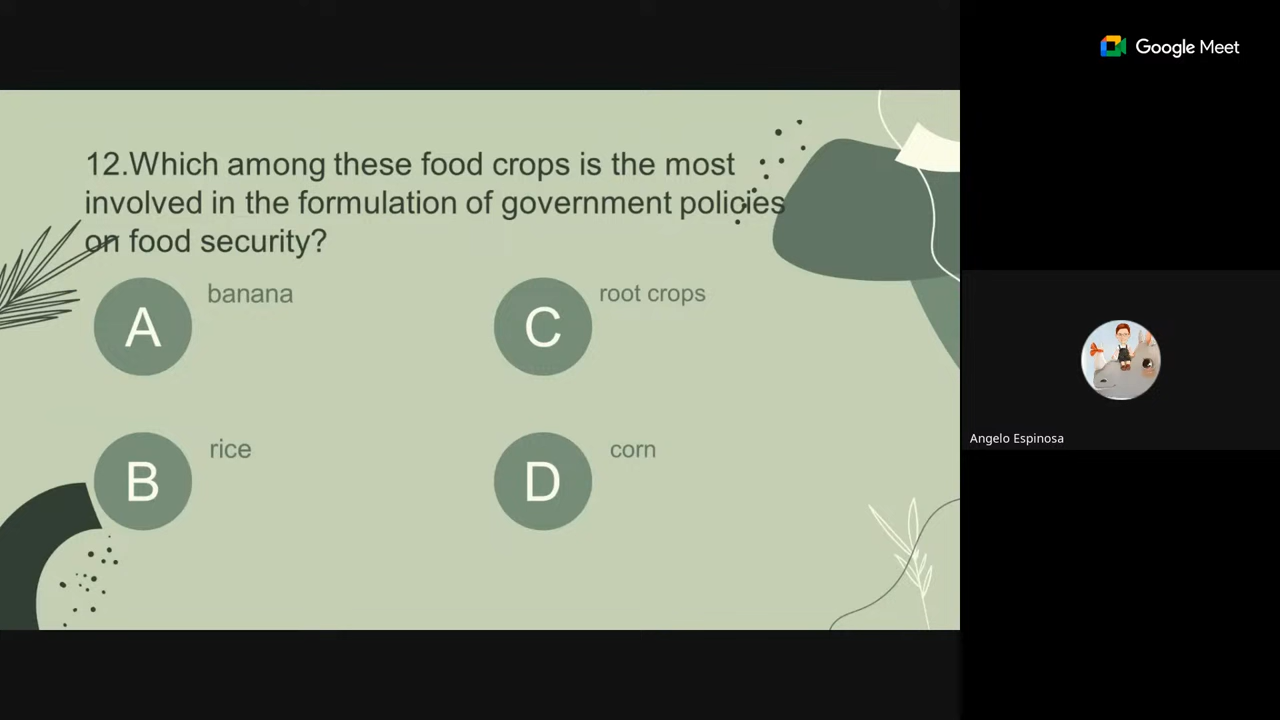 Google Meet
12.Which among these food crops is the most
involved in the formulation of government policies
on food security?
A
banana
C
root crops
B
rice
D
corn
Angelo Espinosa